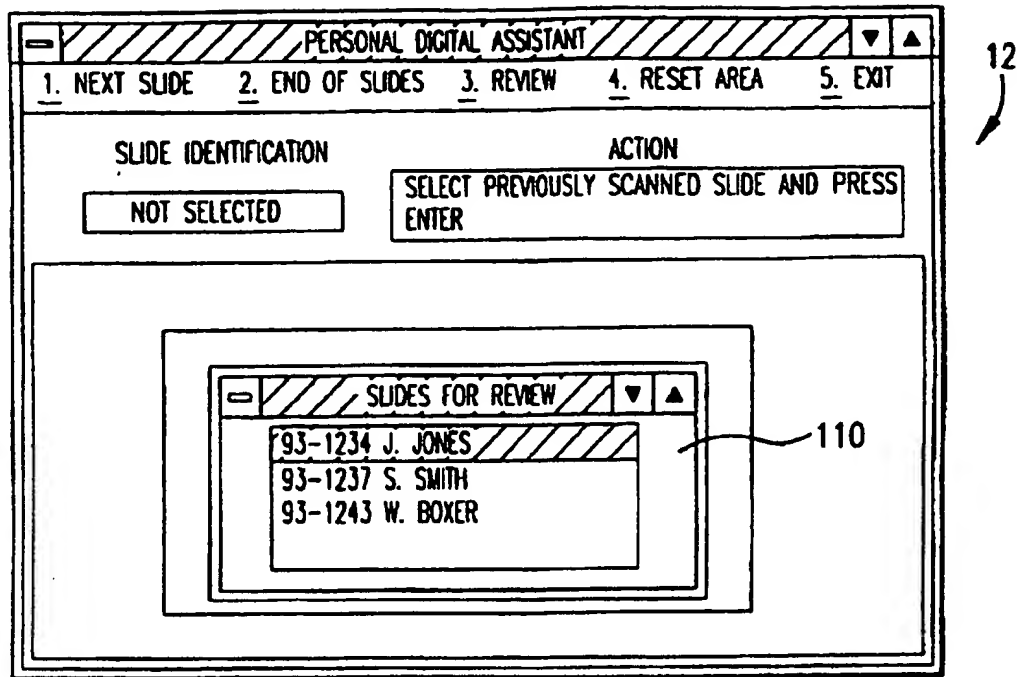 PERSONAL DIGITAL ASSISTANT
1. NEXT SLIDE 2. END OF SLIDES 3. REVIEW 4. RESET AREA 5. EXIT
12
SLIDE IDENTIFICATION
NOT SELECTED
ACTION
SELECT PREVIOUSLY SCANNED SLIDE AND PRESS
ENTER
SLIDES FOR REVIEW
93-1234 J. JONES
93-1237 S. SMITH
93-1243 W. BOXER
110